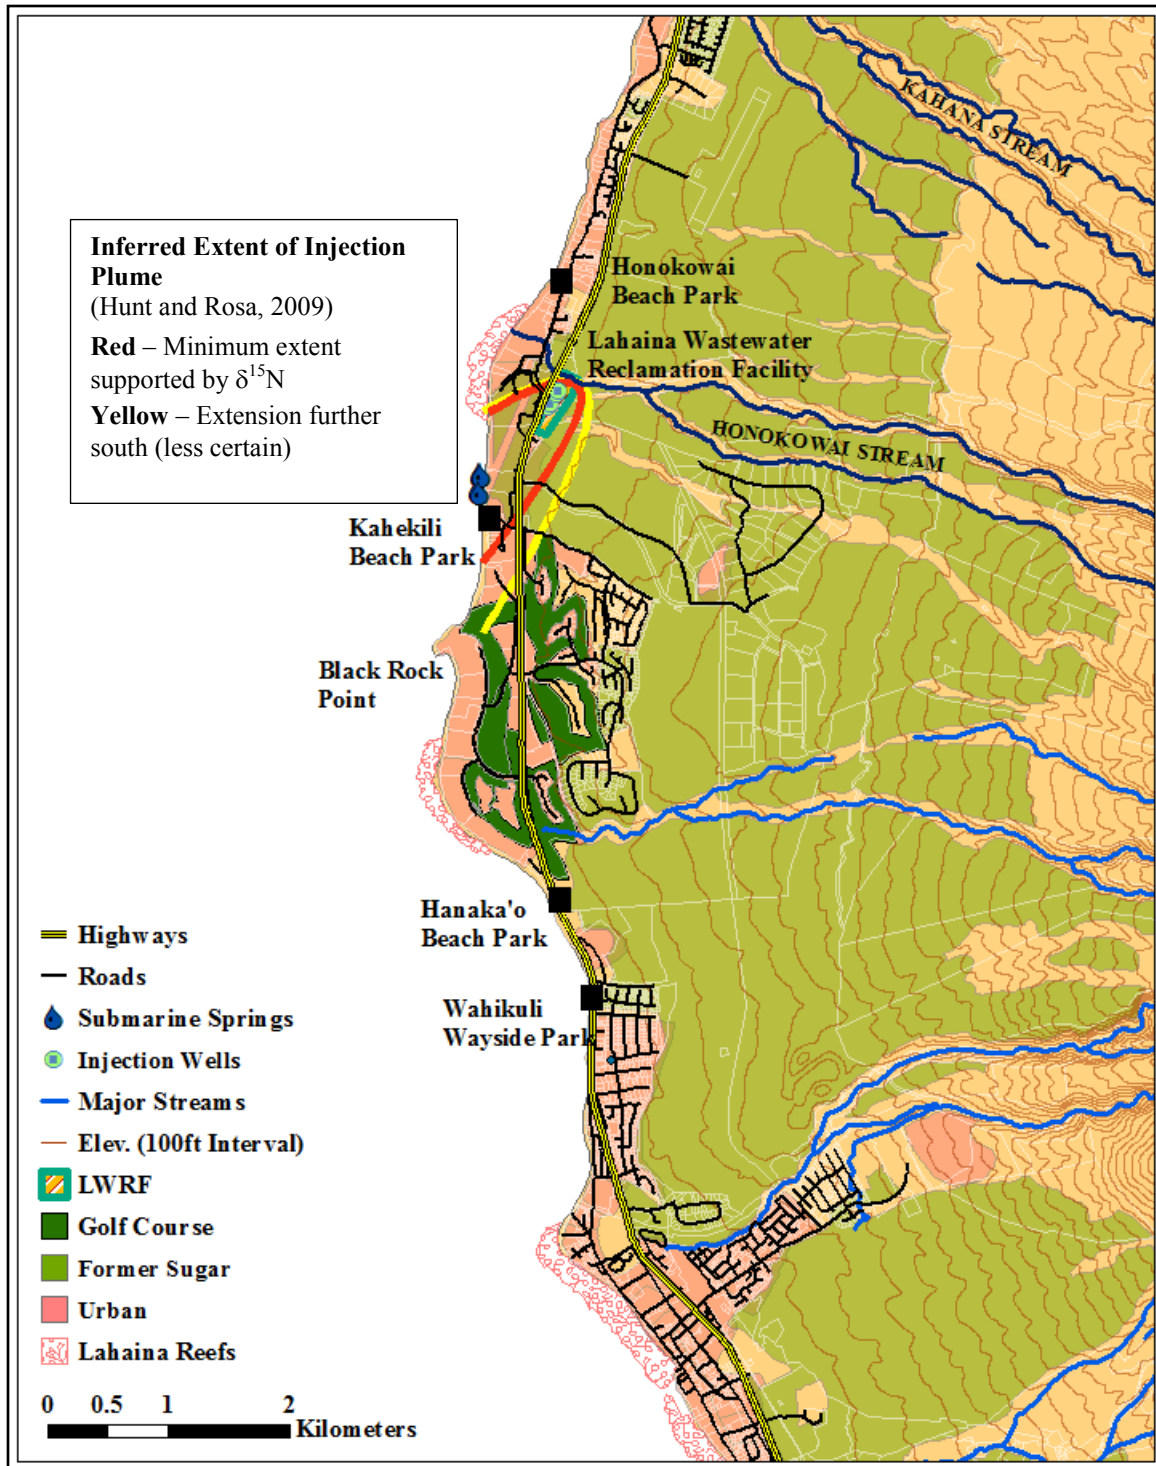 KAHANA STREAM
Inferred Extent of Injection
Plume
(Hunt and Rosa, 2009)
Red – Minimum extent
supported by δ¹⁵N
Yellow – Extension further
south (less certain)
Honokowai
Beach Park
Lahaina Wastewater
Reclamation Facility
HONOKOWAI STREAM
Kahekili
Beach Park
Black Rock
Point
Hanaka'o
Beach Park
Wahikuli
Wayside Park
Highways
Roads
Submarine Springs
Injection Wells
Major Streams
Elev. (100ft Interval)
LWRF
Golf Course
Former Sugar
Urban
Lahaina Reefs
0 0.5 1 2
Kilometers